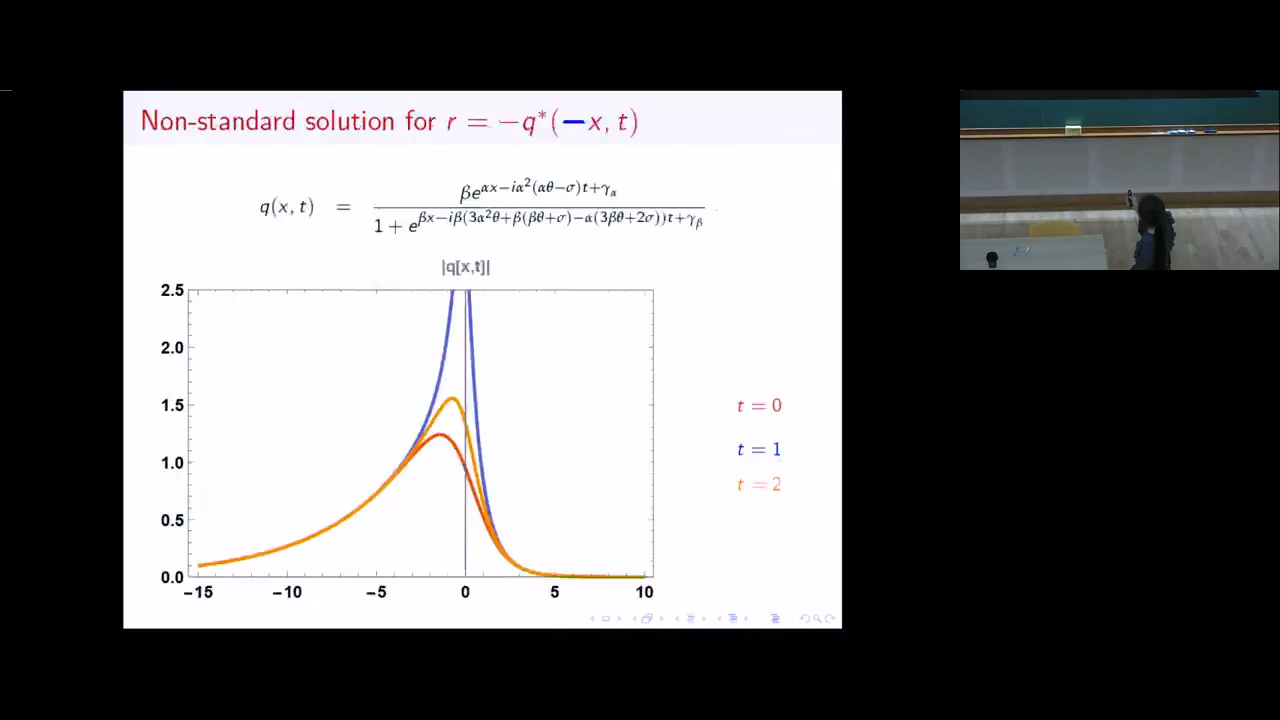 Non-standard solution for r = −q*(−x, t)
q(x, t) = βe^{αx−iα²(αθ−σ)t+γ_α} / 1 + e^{βx−iβ(3α²θ+β(βθ+σ)−α(3βθ+2σ))t+γ_β}
|q[x,t]|
2.5
2.0
1.5
1.0
0.5
0.0
−15 −10 −5 0 5 10
t = 0
t = 1
t = 2